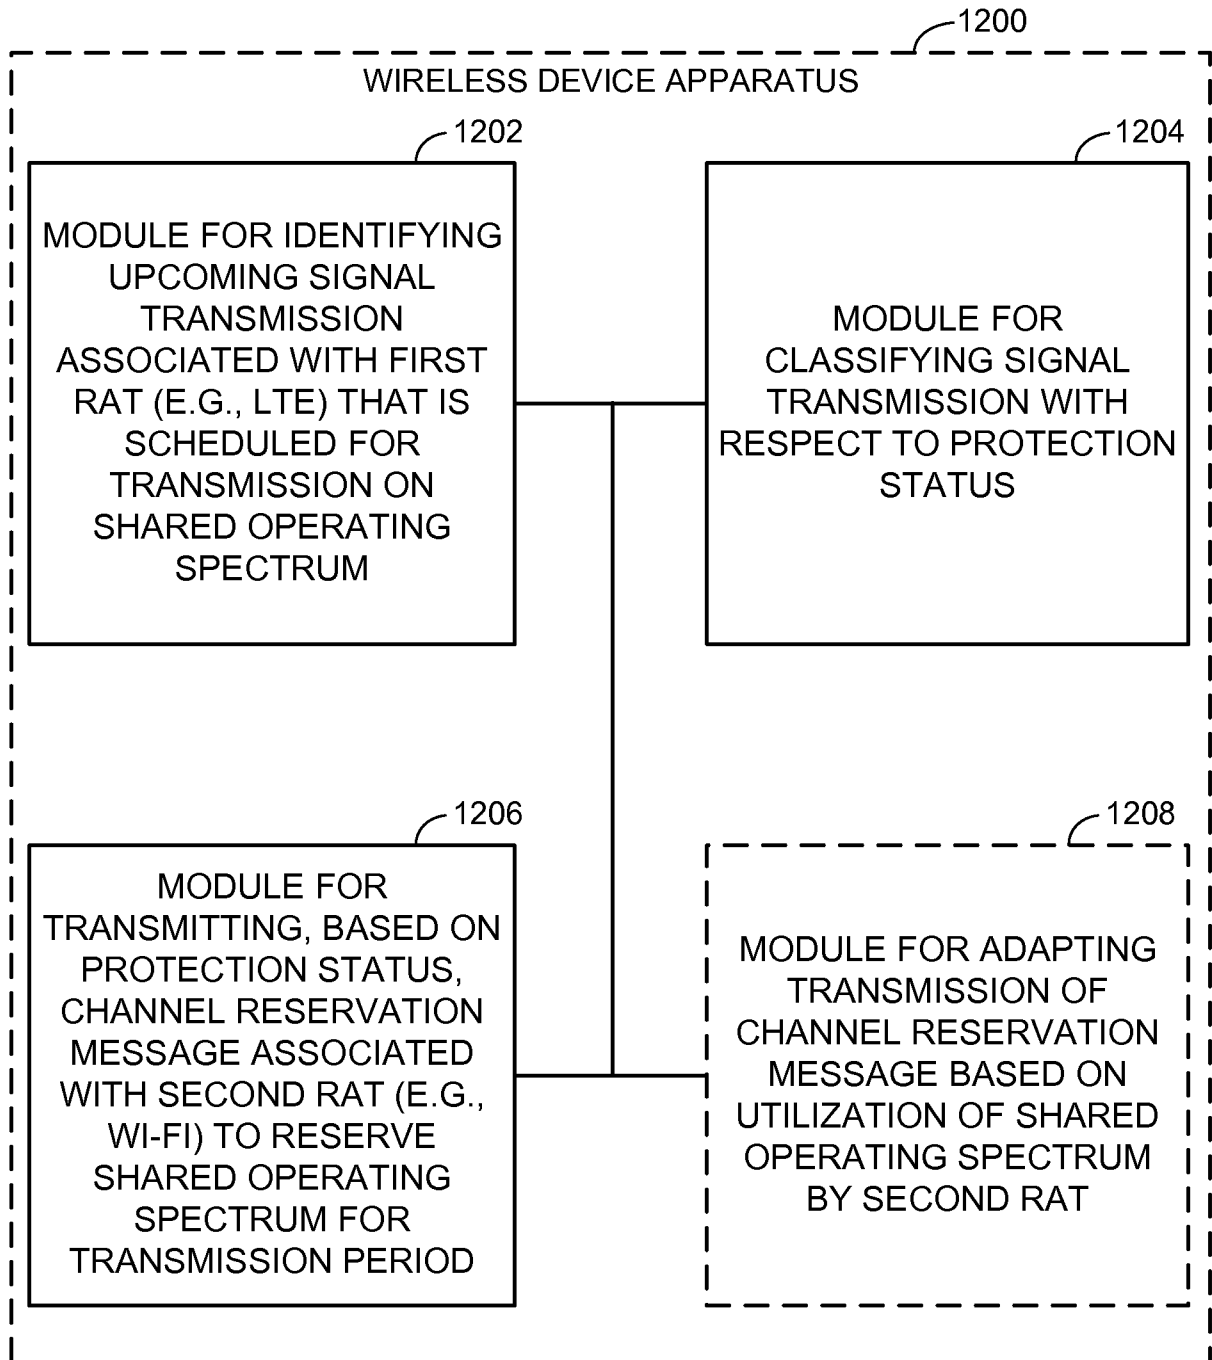 1200
WIRELESS DEVICE APPARATUS
1202
MODULE FOR IDENTIFYING
UPCOMING SIGNAL
TRANSMISSION
ASSOCIATED WITH FIRST
RAT (E.G., LTE) THAT IS
SCHEDULED FOR
TRANSMISSION ON
SHARED OPERATING
SPECTRUM
1204
MODULE FOR
CLASSIFYING SIGNAL
TRANSMISSION WITH
RESPECT TO PROTECTION
STATUS
1206
MODULE FOR
TRANSMITTING, BASED ON
PROTECTION STATUS,
CHANNEL RESERVATION
MESSAGE ASSOCIATED
WITH SECOND RAT (E.G.,
WI-FI) TO RESERVE
SHARED OPERATING
SPECTRUM FOR
TRANSMISSION PERIOD
1208
MODULE FOR ADAPTING
TRANSMISSION OF
CHANNEL RESERVATION
MESSAGE BASED ON
UTILIZATION OF SHARED
OPERATING SPECTRUM
BY SECOND RAT